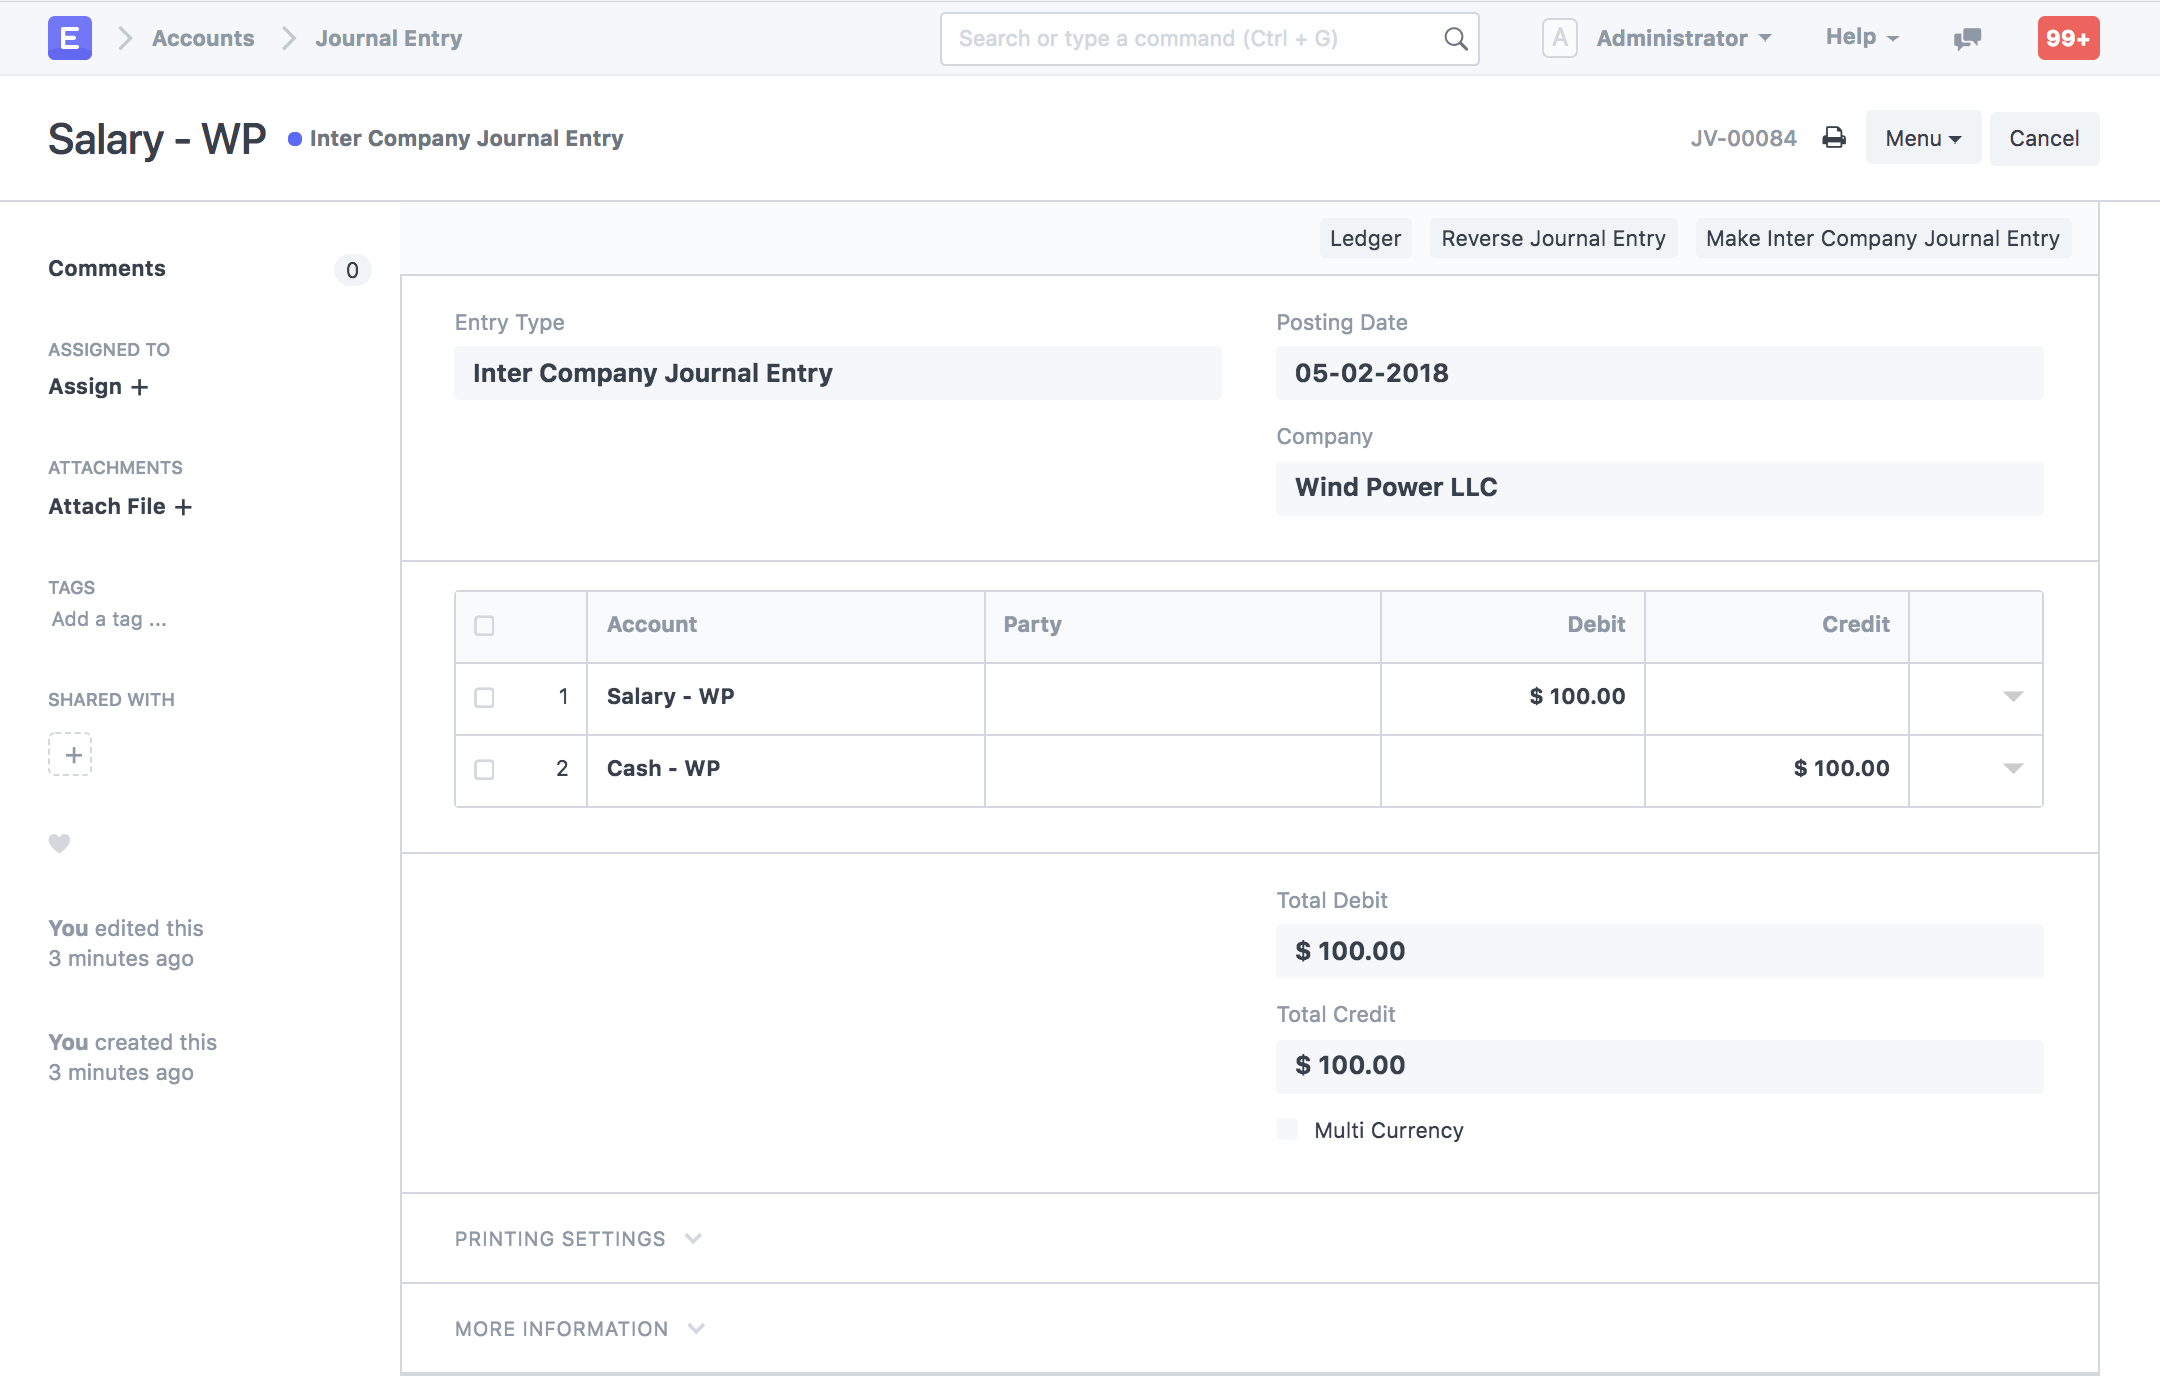 E Accounts Journal Entry Search or type a command (Ctrl + G) A Administrator Help 99+
Salary - WP Inter Company Journal Entry JV-00084 Menu Cancel
Ledger Reverse Journal Entry Make Inter Company Journal Entry
Comments 0
ASSIGNED TO
Assign +
ATTACHMENTS
Attach File +
TAGS
Add a tag ...
SHARED WITH
+
You edited this
3 minutes ago
You created this
3 minutes ago
Entry Type
Inter Company Journal Entry
Posting Date
05-02-2018
Company
Wind Power LLC
Account Party Debit Credit
1 Salary - WP $ 100.00
2 Cash - WP $ 100.00
Total Debit
$ 100.00
Total Credit
$ 100.00
Multi Currency
PRINTING SETTINGS
MORE INFORMATION